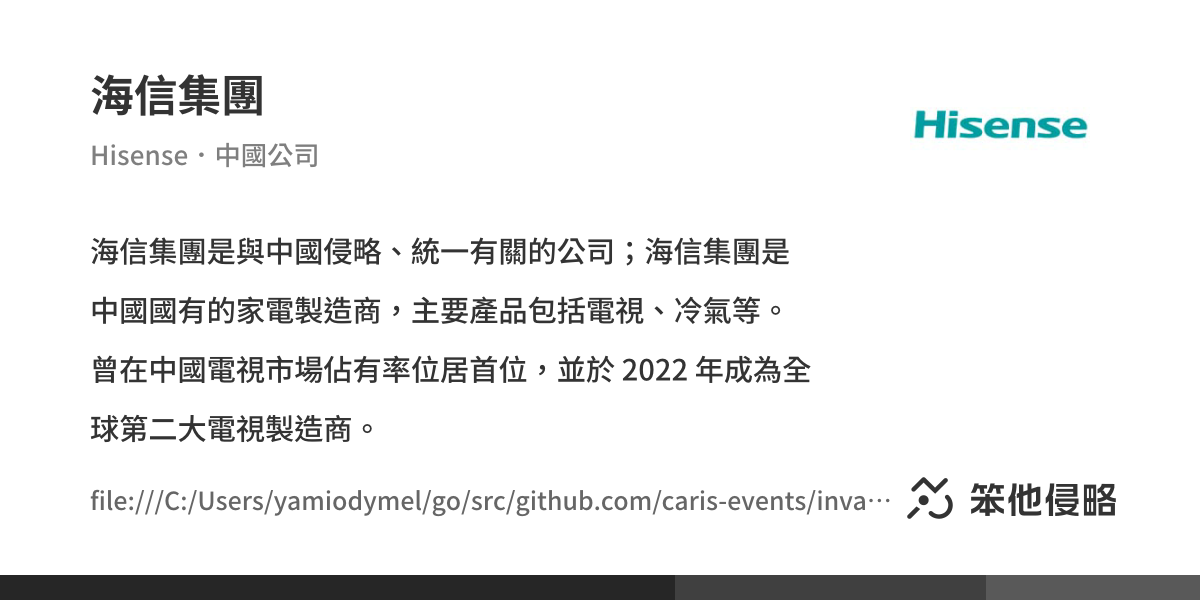 海信集團
Hisense
Hisense・中國公司
海信集團是與中國侵略、統一有關的公司；海信集團是
中國國有的家電製造商，主要產品包括電視、冷氣等。
曾在中國電視市場佔有率位居首位，並於 2022 年成為全
球第二大電視製造商。
file:///C:/Users/yamiodymel/go/src/github.com/caris-events/inva…
笨他侵略